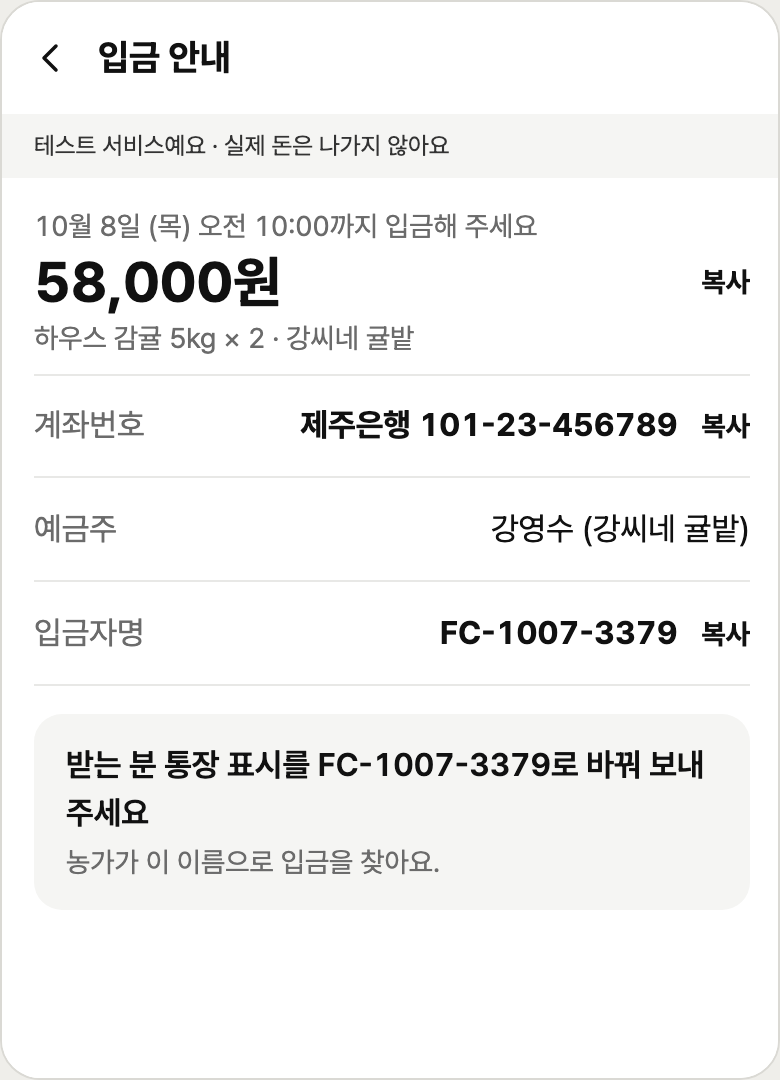 입금 안내
테스트 서비스예요 · 실제 돈은 나가지 않아요
10월 8일 (목) 오전 10:00까지 입금해 주세요
58,000원 복사
하우스 감귤 5kg × 2 · 강씨네 귤밭
계좌번호 제주은행 101-23-456789 복사
예금주 강영수 (강씨네 귤밭)
입금자명 FC-1007-3379 복사
받는 분 통장 표시를 FC-1007-3379로 바꿔 보내
주세요
농가가 이 이름으로 입금을 찾아요.